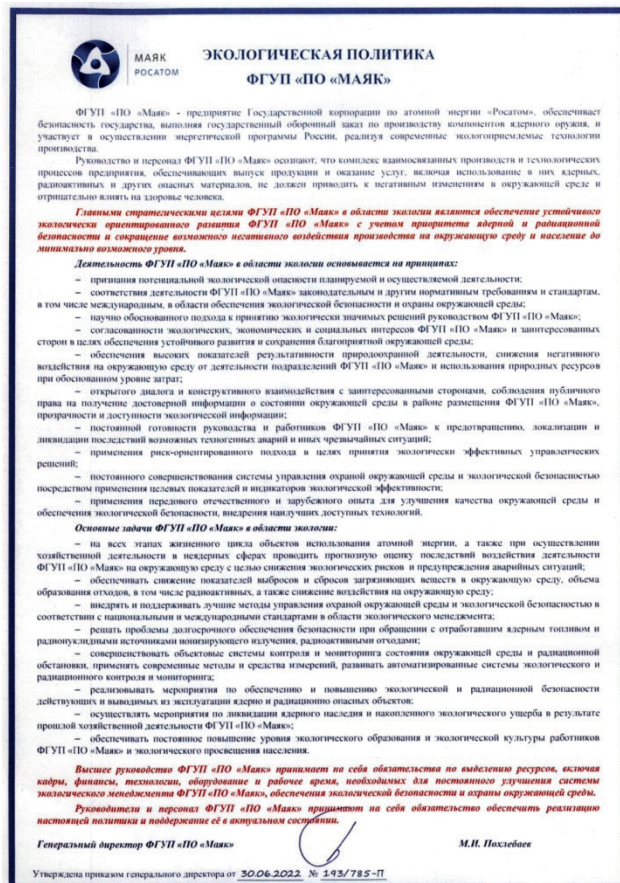 МАЯК
РОСАТОМ
ЭКОЛОГИЧЕСКАЯ ПОЛИТИКА
ФГУП «ПО «МАЯК»
ФГУП «ПО «Маяк» - предприятие Государственной корпорации по атомной энергии «Росатом», обеспечивает
безопасность государства, выполняя государственный оборонный заказ по производству компонентов ядерного оружия, и
участвует в осуществлении энергетической программы России, реализуя современные экологоприемлемые технологии
производства.
Руководство и персонал ФГУП «ПО «Маяк» осознают, что комплекс взаимосвязанных производств и технологических
процессов предприятия, обеспечивающих выпуск продукции и оказание услуг, включая использование в них ядерных,
радиоактивных и других опасных материалов, не должен приводить к негативным изменениям в окружающей среде и
отрицательно влиять на здоровье человека.
Главными стратегическими целями ФГУП «ПО «Маяк» в области экологии являются обеспечение устойчивого
экологически ориентированного развития ФГУП «ПО «Маяк» с учетом приоритета ядерной и радиационной
безопасности и сокращение возможного негативного воздействия производства на окружающую среду и население до
минимально возможного уровня.
Деятельность ФГУП «ПО «Маяк» в области экологии основывается на принципах:
– признания потенциальной экологической опасности планируемой и осуществляемой деятельности;
– соответствия деятельности ФГУП «ПО «Маяк» законодательным и другим нормативным требованиям и стандартам,
в том числе международным, в области обеспечения экологической безопасности и охраны окружающей среды;
– научно обоснованного подхода к принятию экологически значимых решений руководством ФГУП «ПО «Маяк»;
– согласованности экологических, экономических и социальных интересов ФГУП «ПО «Маяк» и заинтересованных
сторон в целях обеспечения устойчивого развития и сохранения благоприятной окружающей среды;
– обеспечения высоких показателей результативности природоохранной деятельности, снижения негативного
воздействия на окружающую среду от деятельности подразделений ФГУП «ПО «Маяк» и использования природных ресурсов
при обоснованном уровне затрат;
– открытого диалога и конструктивного взаимодействия с заинтересованными сторонами, соблюдения публичного
права на получение достоверной информации о состоянии окружающей среды в районе размещения ФГУП «ПО «Маяк»,
прозрачности и доступности экологической информации;
– постоянной готовности руководства и работников ФГУП «ПО «Маяк» к предотвращению, локализации и
ликвидации последствий возможных техногенных аварий и иных чрезвычайных ситуаций;
– применения риск-ориентированного подхода в целях принятия экологически эффективных управленческих
решений;
– постоянного совершенствования системы управления охраной окружающей среды и экологической безопасностью
посредством применения целевых показателей и индикаторов экологической эффективности;
– применения передового отечественного и зарубежного опыта для улучшения качества окружающей среды и
обеспечения экологической безопасности, внедрения наилучших доступных технологий.
Основные задачи ФГУП «ПО «Маяк» в области экологии:
– на всех этапах жизненного цикла объектов использования атомной энергии, а также при осуществлении
хозяйственной деятельности в неядерных сферах проводить прогнозную оценку последствий воздействия деятельности
ФГУП «ПО «Маяк» на окружающую среду с целью снижения экологических рисков и предупреждения аварийных ситуаций;
– обеспечивать снижение показателей выбросов и сбросов загрязняющих веществ в окружающую среду, объема
образования отходов, в том числе радиоактивных, а также снижение воздействия на окружающую среду;
– внедрять и поддерживать лучшие методы управления охраной окружающей среды и экологической безопасностью в
соответствии с национальными и международными стандартами в области экологического менеджмента;
– решать проблемы долгосрочного обеспечения безопасности при обращении с отработавшим ядерным топливом и
радионуклидными источниками ионизирующего излучения, радиоактивными отходами;
– совершенствовать объектовые системы контроля и мониторинга состояния окружающей среды и радиационной
обстановки, применять современные методы и средства измерений, развивать автоматизированные системы экологического и
радиационного контроля и мониторинга;
– реализовывать мероприятия по обеспечению и повышению экологической и радиационной безопасности
действующих и выводимых из эксплуатации ядерно и радиационно опасных объектов;
– осуществлять мероприятия по ликвидации ядерного наследия и накопленного экологического ущерба в результате
прошлой хозяйственной деятельности ФГУП «ПО «Маяк»;
– обеспечивать постоянное повышение уровня экологического образования и экологической культуры работников
ФГУП «ПО «Маяк» и экологического просвещения населения.
Высшее руководство ФГУП «ПО «Маяк» принимает на себя обязательства по выделению ресурсов, включая
кадры, финансы, технологии, оборудование и рабочее время, необходимых для постоянного улучшения системы
экологического менеджмента ФГУП «ПО «Маяк», обеспечения экологической безопасности и охраны окружающей среды.
Руководители и персонал ФГУП «ПО «Маяк» принимают на себя обязательство обеспечить реализацию
настоящей политики и поддержание её в актуальном состоянии.
Генеральный директор ФГУП «ПО «Маяк» М.И. Похлебаев
Утверждена приказом генерального директора от 30.06.2022 № 193/785-П